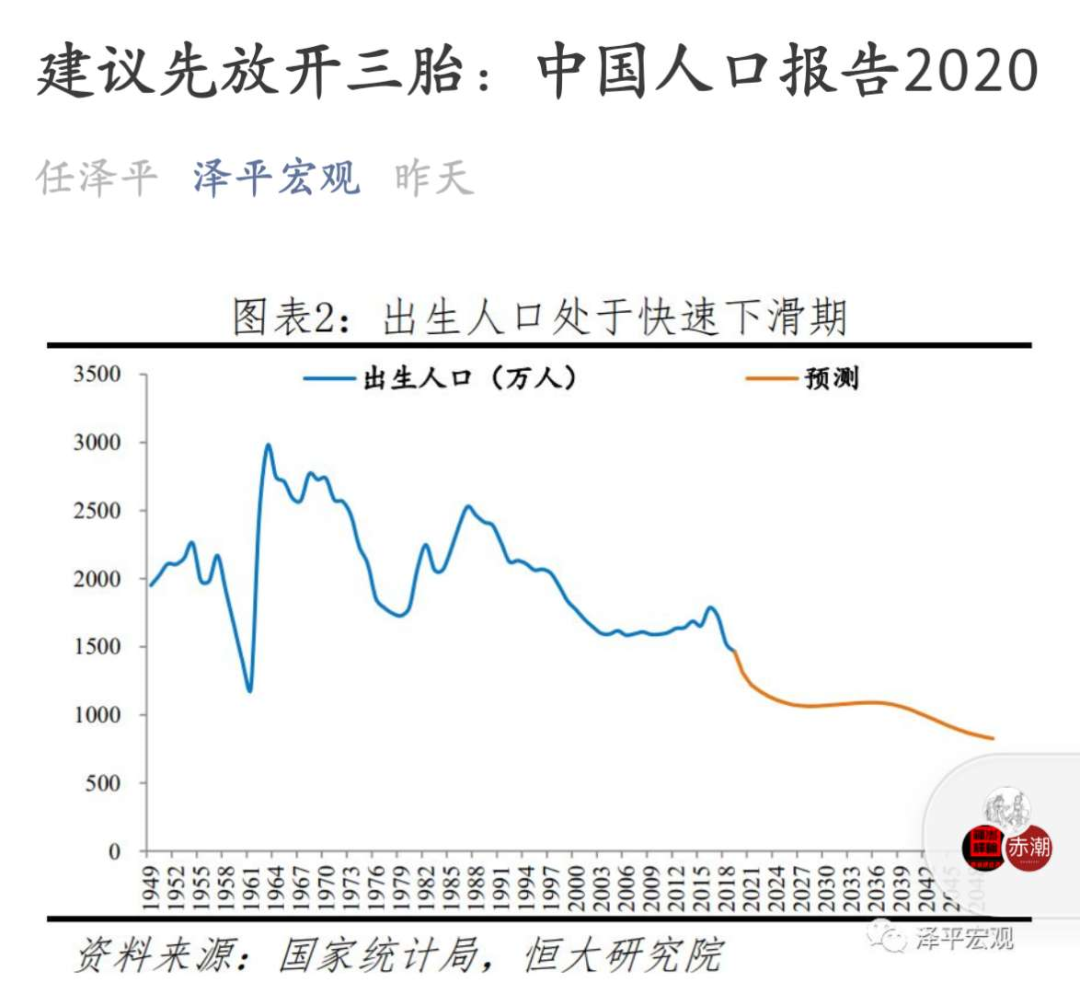 建议先放开三胎：中国人口报告2020
任泽平 泽平宏观 昨天
图表2：出生人口处于快速下滑期
出生人口（万人） 预测
3500
3000
2500
2000
1500
1000
500
0
1949 1952 1955 1958 1961 1964 1967 1970 1973 1976 1979 1982 1985 1988 1991 1994 1997 2000 2003 2006 2009 2012 2015 2018 2021 2024 2027 2030 2033 2036 2039 2042 2045
赤潮
资料来源：国家统计局，恒大研究院
泽平宏观